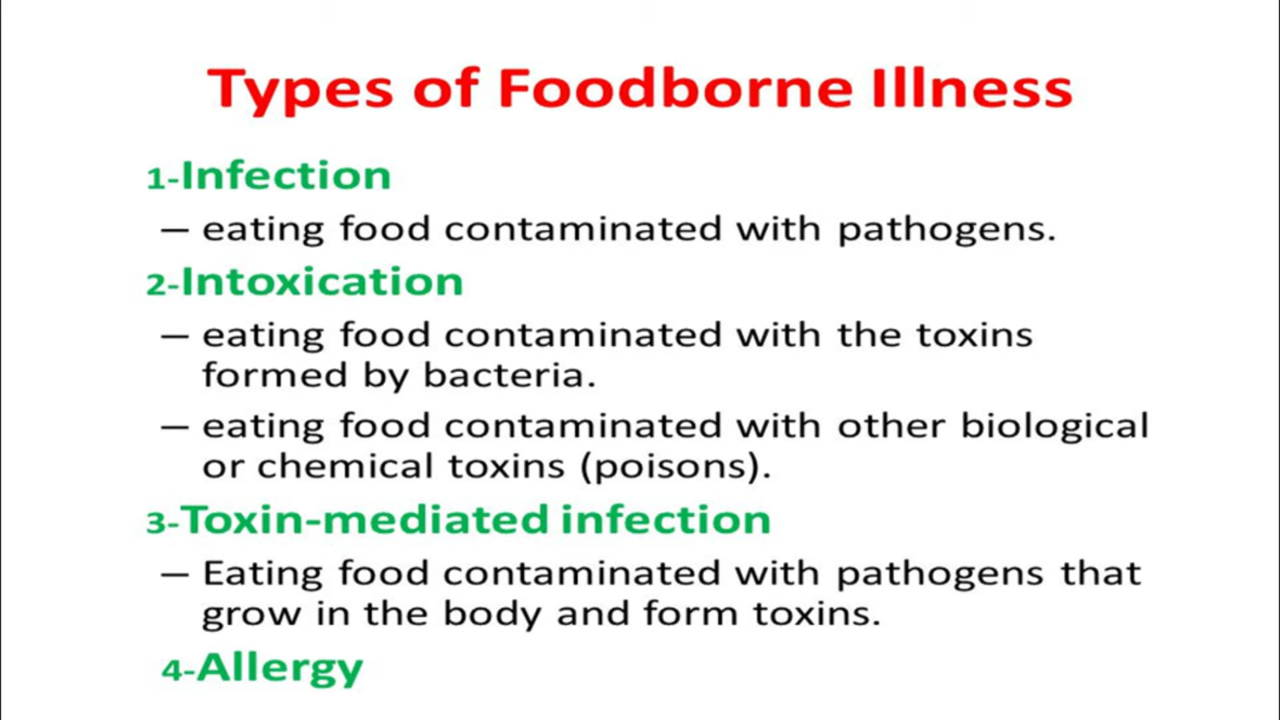 Types of Foodborne Illness
1-Infection
– eating food contaminated with pathogens.
2-Intoxication
– eating food contaminated with the toxins
formed by bacteria.
– eating food contaminated with other biological
or chemical toxins (poisons).
3-Toxin-mediated infection
– Eating food contaminated with pathogens that
grow in the body and form toxins.
4-Allergy